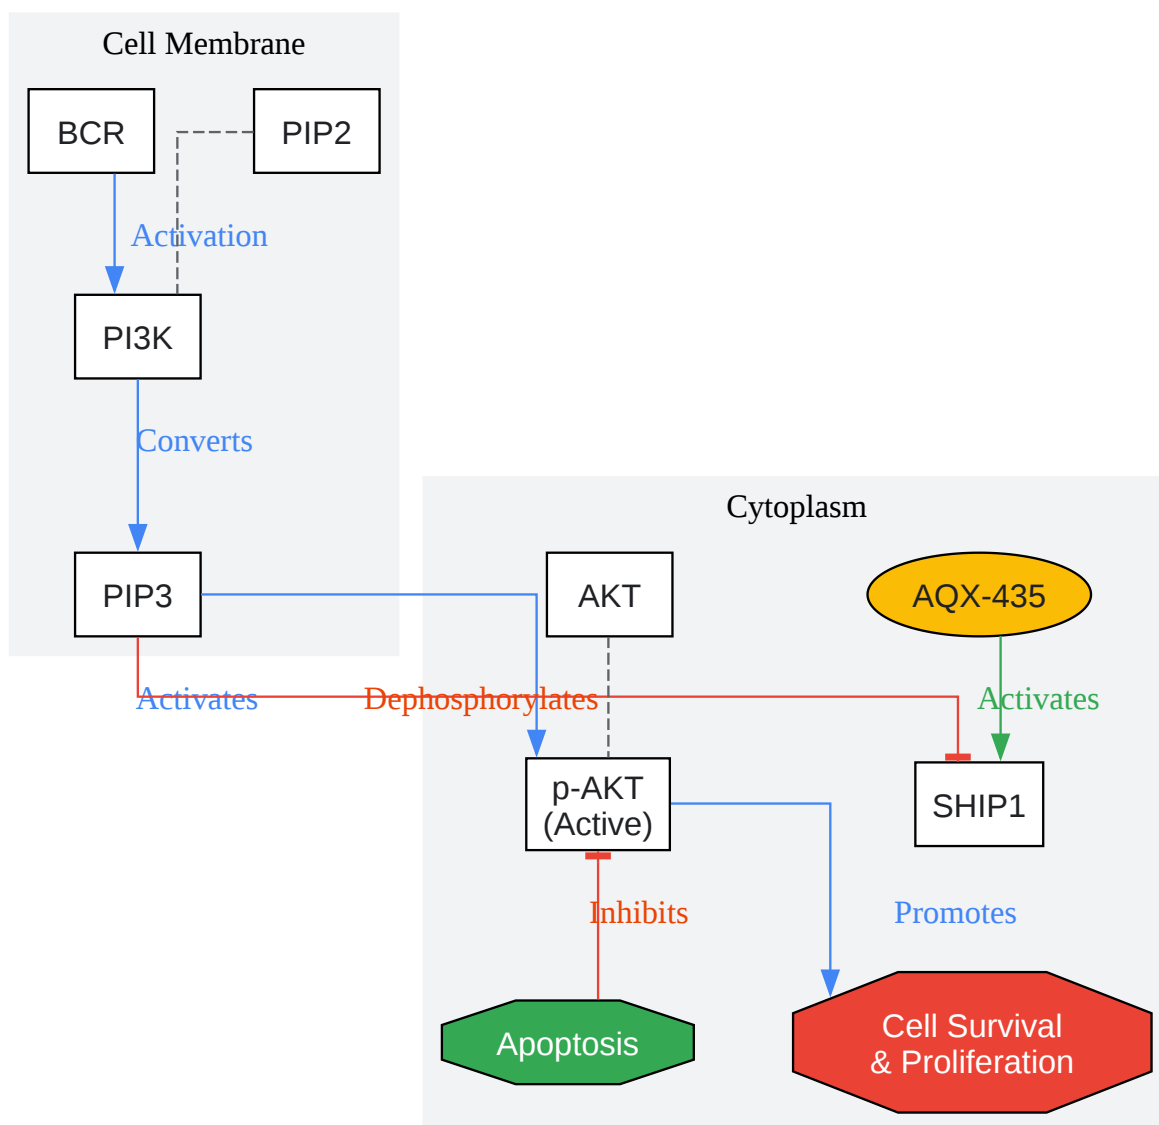 Cell Membrane
BCR
PIP2
Activation
PI3K
Converts
Cytoplasm
PIP3
AKT
AQX-435
Activates
Dephosphorylates
Activates
p-AKT
(Active)
SHIP1
Inhibits
Promotes
Apoptosis
Cell Survival
& Proliferation